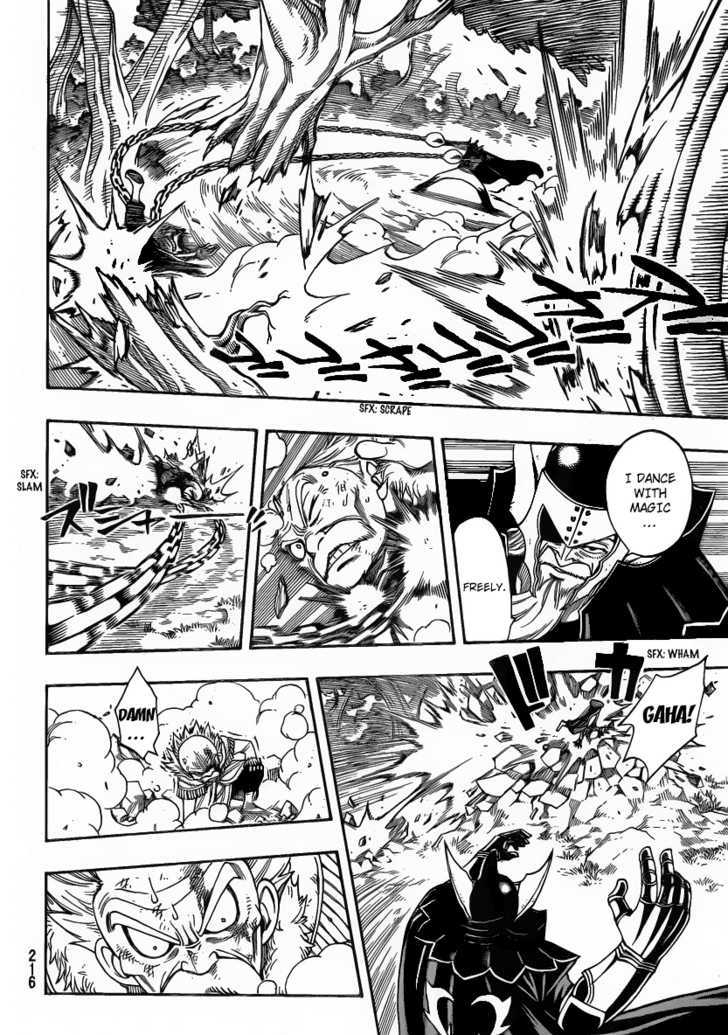 SFX: SCRAPE
I DANCE
WITH
MAGIC
...
FREELY.
SFX:
SLAM
SFX: WHAM
GAHA!
DAMN
...
216